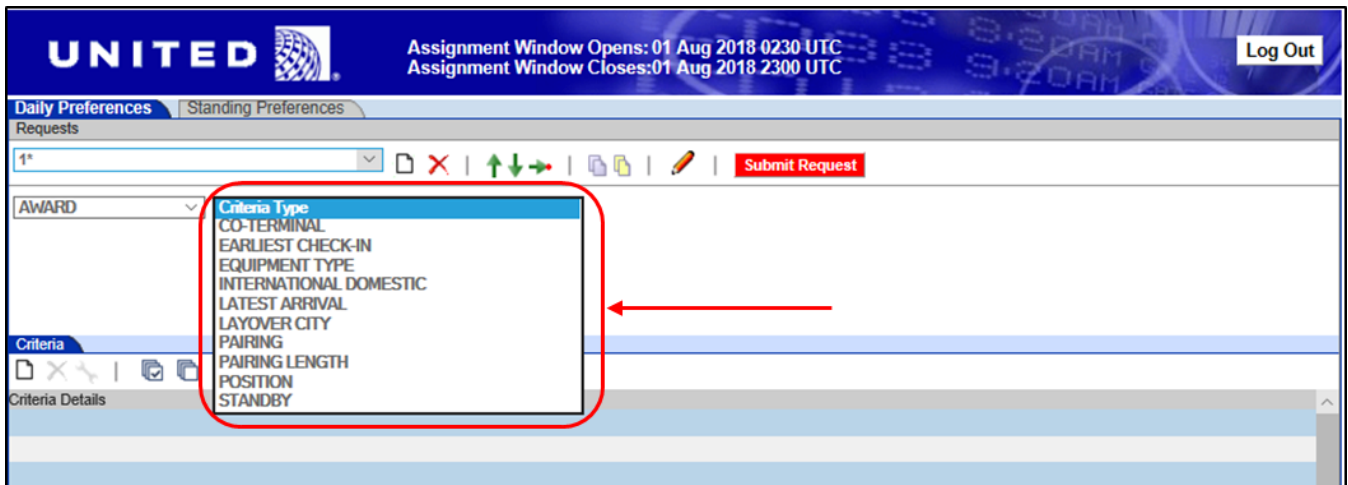 UNITED
Assignment Window Opens: 01 Aug 2018 0230 UTC
Assignment Window Closes:01 Aug 2018 2300 UTC
Log Out
Daily Preferences
Standing Preferences
Requests
1*
Submit Request
AWARD
Criteria Type
CO-TERMINAL
EARLIEST CHECK-IN
EQUIPMENT TYPE
INTERNATIONAL DOMESTIC
LATEST ARRIVAL
LAYOVER CITY
PAIRING
PAIRING LENGTH
POSITION
STANDBY
Criteria
Criteria Details